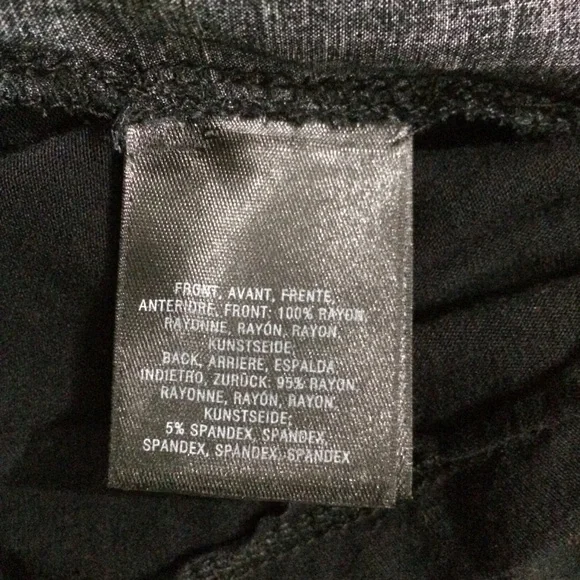 FRONT, AVANT, FRENTE,
ANTERIORE, FRONT: 100% RAYON,
RAYONNE, RAYÓN, RAYON,
KUNSTSEIDE;
BACK, ARRIERE, ESPALDA
INDIETRO, ZURÜCK: 95% RAYON,
RAYONNE, RAYÓN, RAYON,
KUNSTSEIDE;
5% SPANDEX, SPANDEX,
SPANDEX, SPANDEX, SPANDEX